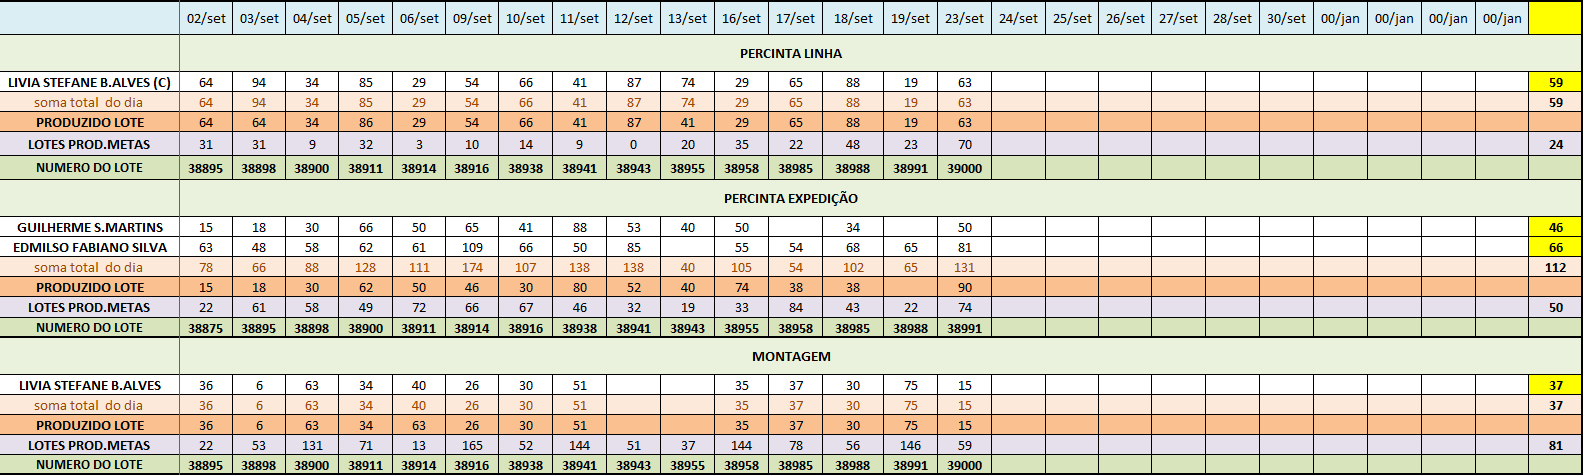 02/set 03/set 04/set 05/set 06/set 09/set 10/set 11/set 12/set 13/set 16/set 17/set 18/set 19/set 23/set 24/set 25/set 26/set 27/set 28/set 30/set 00/jan 00/jan 00/jan 00/jan
PERCINTA LINHA
LIVIA STEFANE B.ALVES (C) 64 94 34 85 29 54 66 41 87 74 29 65 88 19 63 59
soma total do dia 64 94 34 85 29 54 66 41 87 74 29 65 88 19 63 59
PRODUZIDO LOTE 64 64 34 86 29 54 66 41 87 41 29 65 88 19 63
LOTES PROD.METAS 31 31 9 32 3 10 14 9 0 20 35 22 48 23 70 24
NUMERO DO LOTE 38895 38898 38900 38911 38914 38916 38938 38941 38943 38955 38958 38985 38988 38991 39000
PERCINTA EXPEDIÇÃO
GUILHERME S.MARTINS 15 18 30 66 50 65 41 88 53 40 50 34 50 46
EDMILSO FABIANO SILVA 63 48 58 62 61 109 66 50 85 55 54 68 65 81 66
soma total do dia 78 66 88 128 111 174 107 138 138 40 105 54 102 65 131 112
PRODUZIDO LOTE 15 18 30 62 50 46 30 80 52 40 74 38 38 90
LOTES PROD.METAS 22 61 58 49 72 66 67 46 32 19 33 84 43 22 74 50
NUMERO DO LOTE 38875 38895 38898 38900 38911 38914 38916 38938 38941 38943 38955 38958 38985 38988 38991
MONTAGEM
LIVIA STEFANE B.ALVES 36 6 63 34 40 26 30 51 35 37 30 75 15 37
soma total do dia 36 6 63 34 40 26 30 51 35 37 30 75 15 37
PRODUZIDO LOTE 36 6 63 34 63 26 30 51 35 37 30 75 15
LOTES PROD.METAS 22 53 131 71 13 165 52 144 51 37 144 78 56 146 59 81
NUMERO DO LOTE 38895 38898 38900 38911 38914 38916 38938 38941 38943 38955 38958 38985 38988 38991 39000